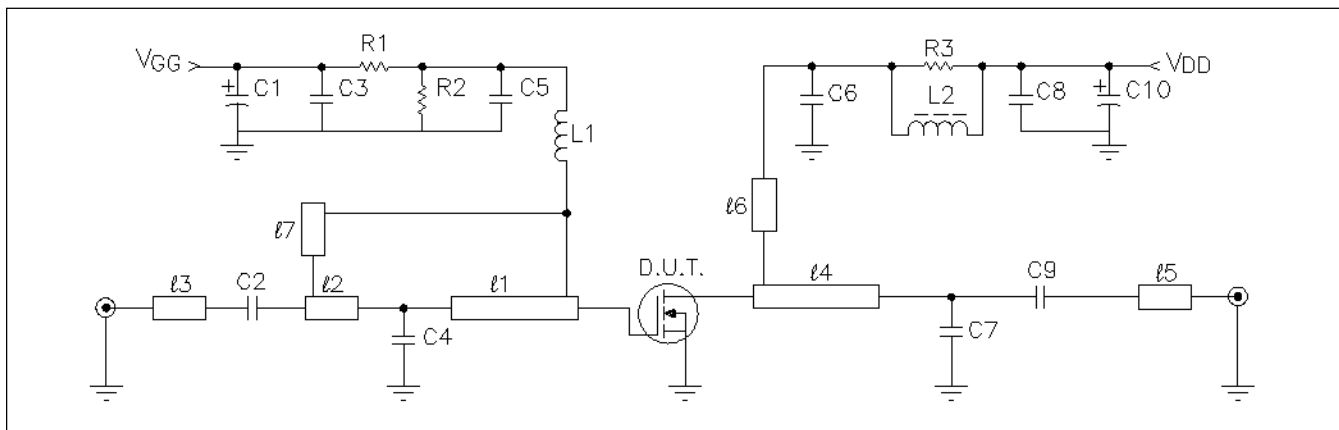 VGG
R1
C1
C3
R2
C5
L1
R3
VDD
C6
L2
C8
+ C10
+
ℓ7
ℓ6
D.U.T.
ℓ3
C2
ℓ2
ℓ1
ℓ4
C9
ℓ5
C4
C7